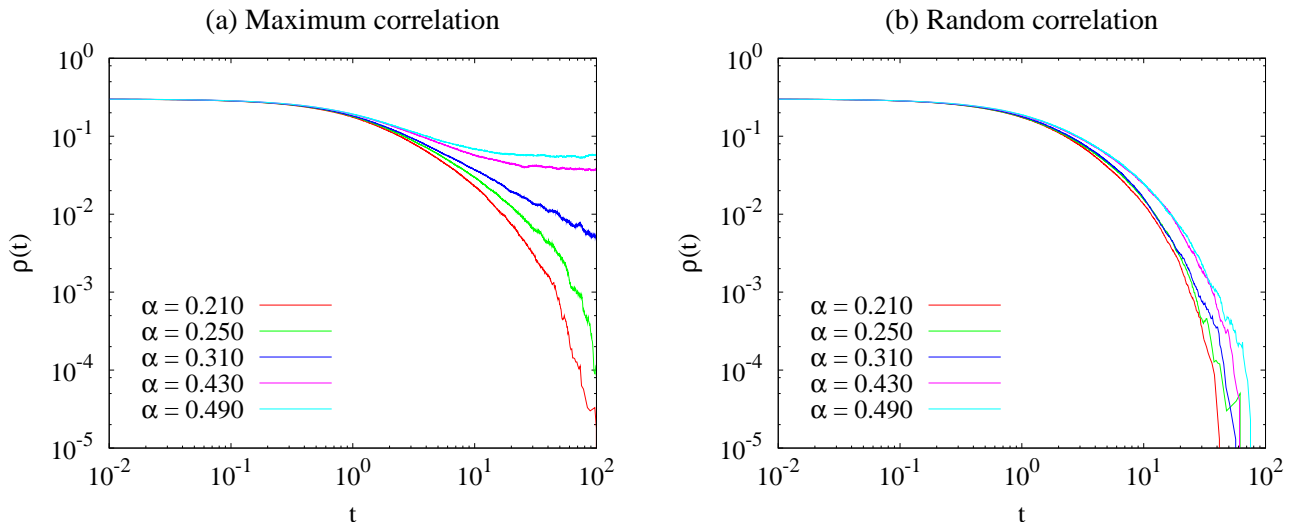 (a) Maximum correlation
10^0
10^-1
10^-2
10^-3
10^-4
10^-5
ρ(t)
α = 0.210
α = 0.250
α = 0.310
α = 0.430
α = 0.490
10^-2
10^-1
10^0
10^1
10^2
t
(b) Random correlation
10^0
10^-1
10^-2
10^-3
10^-4
10^-5
ρ(t)
α = 0.210
α = 0.250
α = 0.310
α = 0.430
α = 0.490
10^-2
10^-1
10^0
10^1
10^2
t